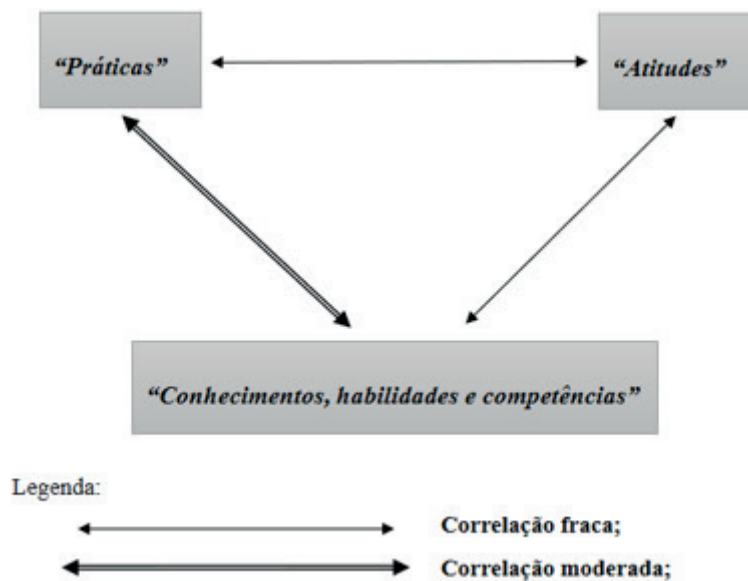 “Práticas”
“Atitudes”
“Conhecimentos, habilidades e competências”
Legenda:
Correlação fraca;
Correlação moderada;